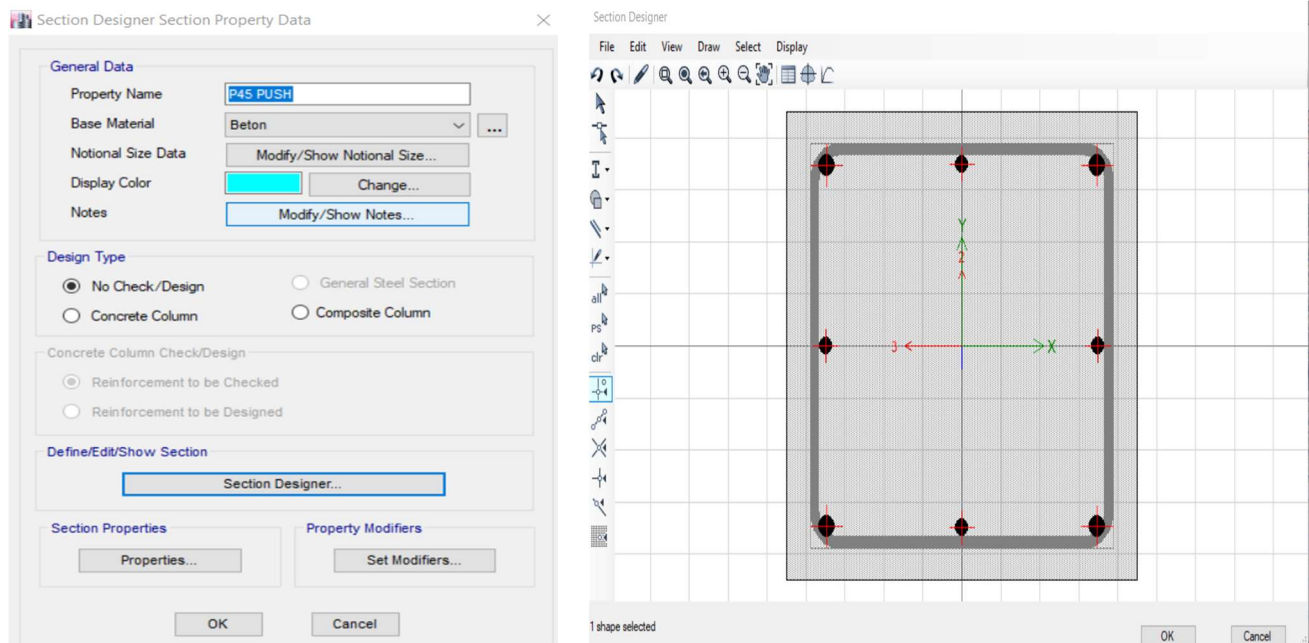 Section Designer Section Property Data
General Data
Property Name
P45 PUSH
Base Material
Beton
...
Notional Size Data
Modify/Show Notional Size...
Display Color
Change...
Notes
Modify/Show Notes...
Design Type
No Check/Design
General Steel Section
Concrete Column
Composite Column
Concrete Column Check/Design
Reinforcement to be Checked
Reinforcement to be Designed
Define/Edit/Show Section
Section Designer...
Section Properties
Property Modifiers
Properties...
Set Modifiers...
OK
Cancel
Section Designer
File Edit View Draw Select Display
all
PS
clr
Y
2
3
X
1 shape selected
OK
Cancel